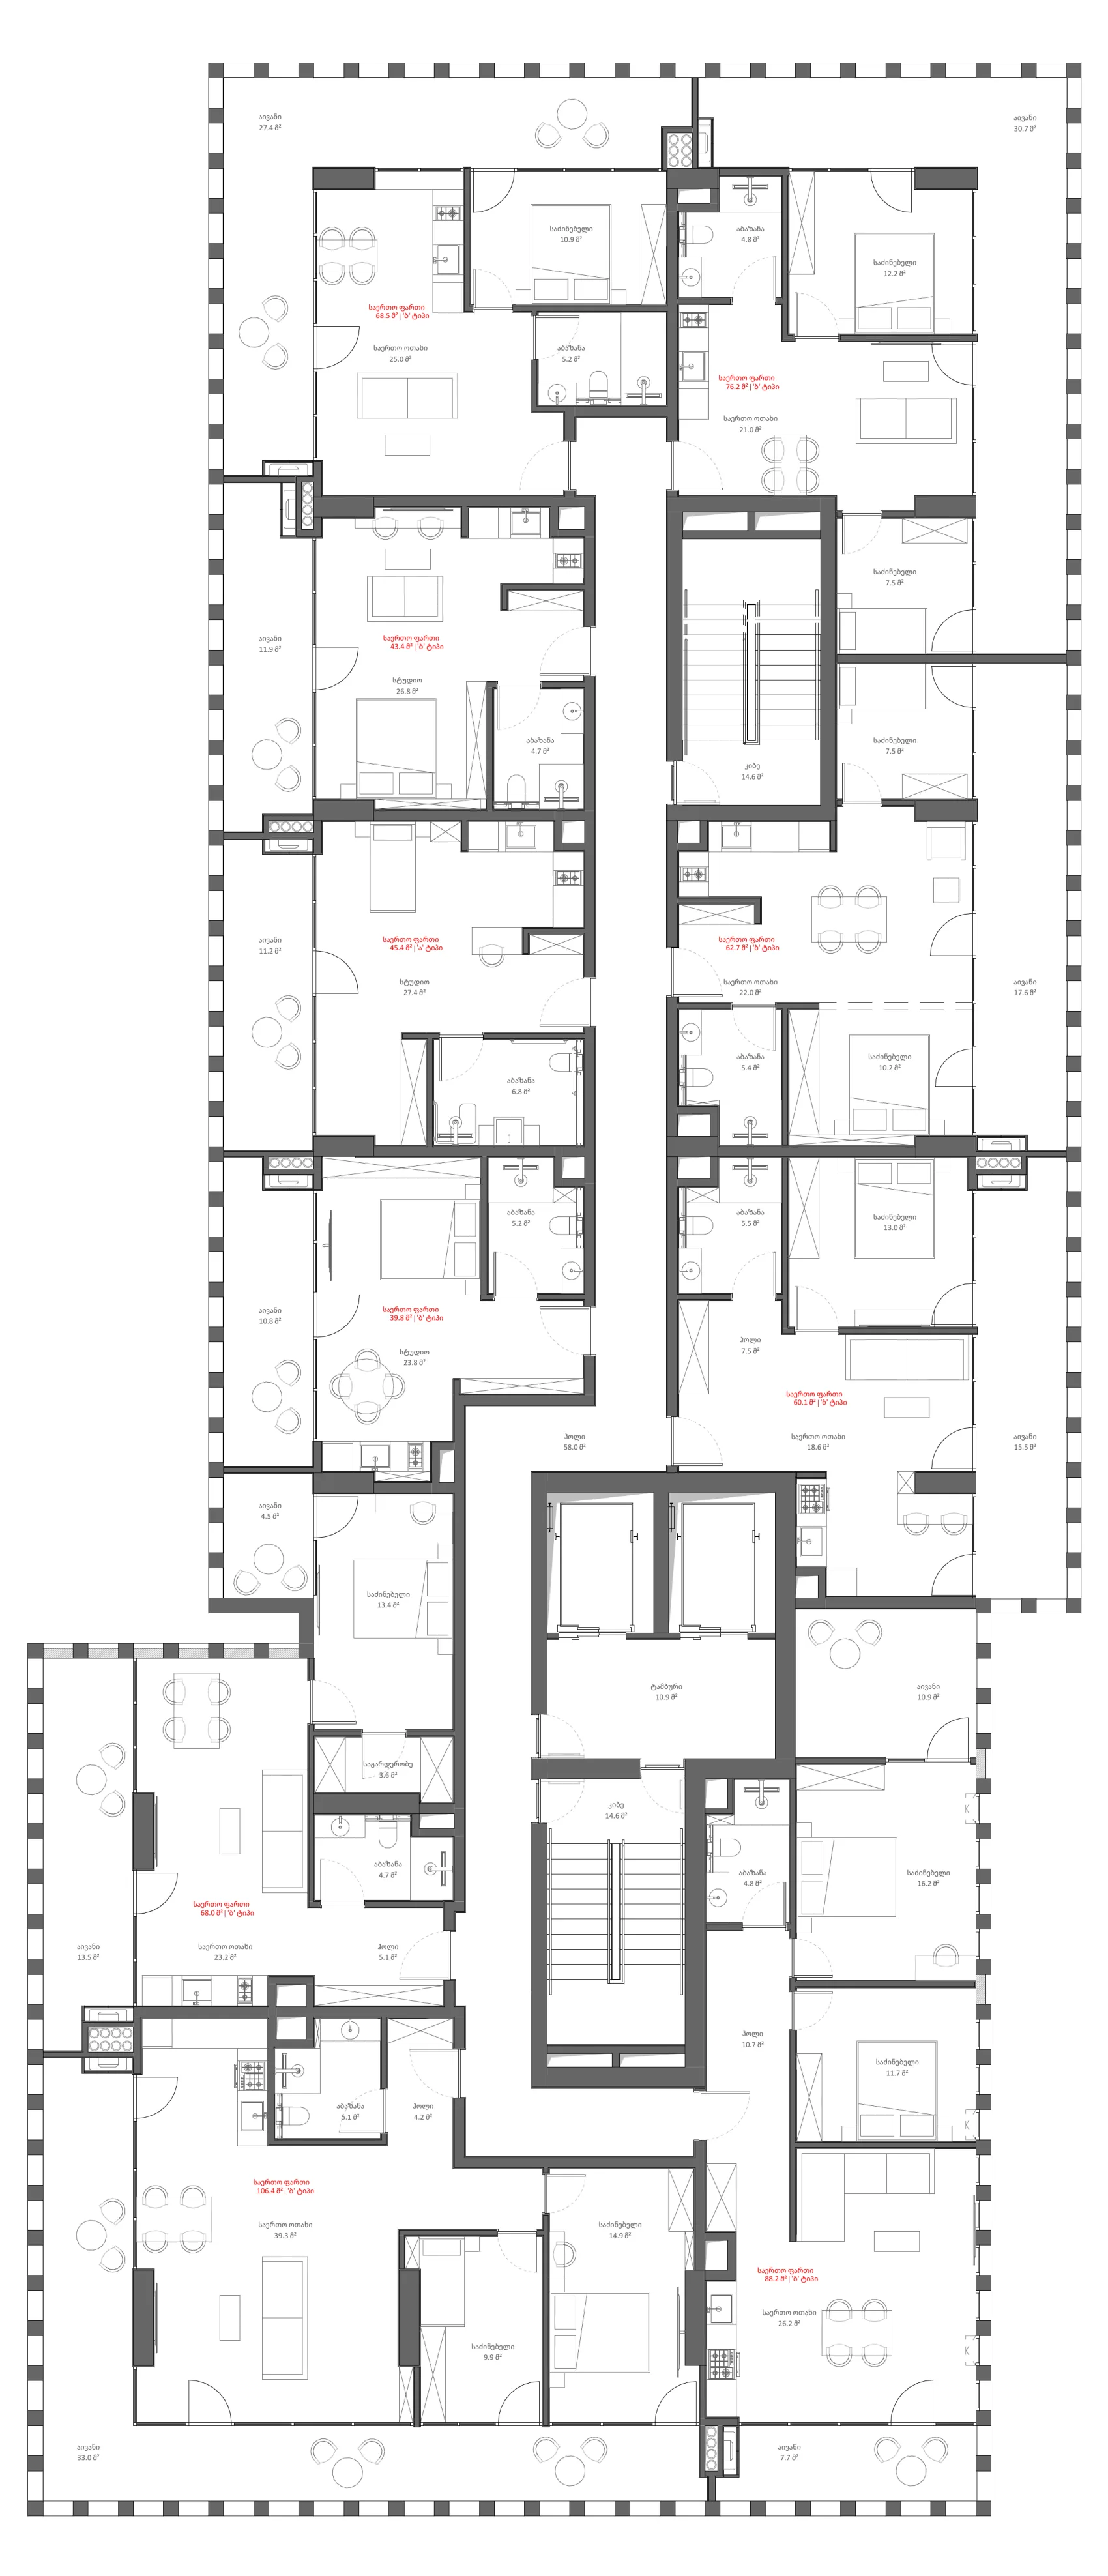 აივანი
27.4 მ²
აივანი
30.7 მ²
საძინებელი
10.9 მ²
აბაზანა
4.8 მ²
საძინებელი
12.2 მ²
საერთო ფართი
68.5 მ² | 'ბ' ტიპი
საერთო ოთახი
25.0 მ²
აბაზანა
5.2 მ²
საერთო ფართი
76.2 მ² | 'ბ' ტიპი
საერთო ოთახი
21.0 მ²
საძინებელი
7.5 მ²
აივანი
11.9 მ²
საერთო ფართი
43.4 მ² | 'ბ' ტიპი
სტუდიო
26.8 მ²
აბაზანა
4.7 მ²
კიბე
14.6 მ²
საძინებელი
7.5 მ²
აივანი
11.2 მ²
საერთო ფართი
45.4 მ² | 'ა' ტიპი
სტუდიო
27.4 მ²
აბაზანა
6.8 მ²
საერთო ფართი
62.7 მ² | 'ბ' ტიპი
საერთო ოთახი
22.0 მ²
აივანი
17.6 მ²
აბაზანა
5.4 მ²
საძინებელი
10.2 მ²
აბაზანა
5.2 მ²
აბაზანა
5.5 მ²
საძინებელი
13.0 მ²
აივანი
10.8 მ²
საერთო ფართი
39.8 მ² | 'ბ' ტიპი
სტუდიო
23.8 მ²
ჰოლი
7.5 მ²
საერთო ფართი
60.1 მ² | 'ბ' ტიპი
საერთო ოთახი
18.6 მ²
აივანი
15.5 მ²
ჰოლი
58.0 მ²
აივანი
4.5 მ²
საძინებელი
13.4 მ²
ტამბური
10.9 მ²
აივანი
10.9 მ²
საგარდერობე
3.6 მ²
კიბე
14.6 მ²
აბაზანა
4.7 მ²
აბაზანა
4.8 მ²
საძინებელი
16.2 მ²
საერთო ფართი
68.0 მ² | 'ბ' ტიპი
აივანი
13.5 მ²
საერთო ოთახი
23.2 მ²
ჰოლი
5.1 მ²
ჰოლი
10.7 მ²
საძინებელი
11.7 მ²
აბაზანა
5.1 მ²
ჰოლი
4.2 მ²
საერთო ფართი
106.4 მ² | 'ბ' ტიპი
საერთო ოთახი
39.3 მ²
საძინებელი
14.9 მ²
საძინებელი
9.9 მ²
საერთო ფართი
88.2 მ² | 'ბ' ტიპი
საერთო ოთახი
26.2 მ²
აივანი
33.0 მ²
აივანი
7.7 მ²